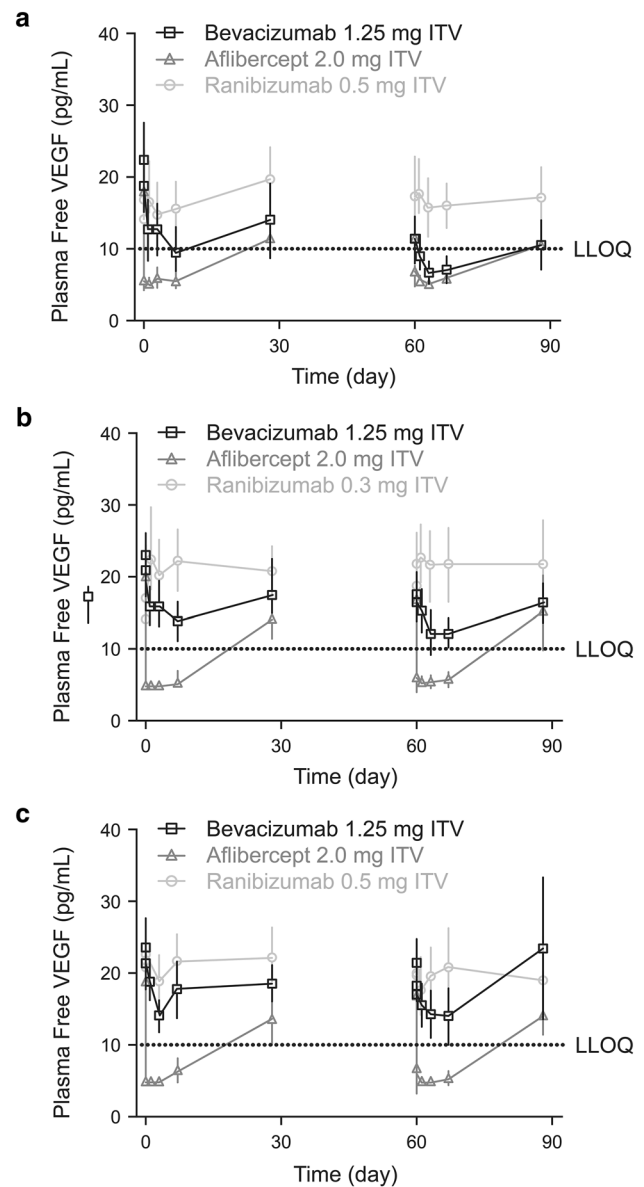 a
Bevacizumab 1.25 mg ITV
Aflibercept 2.0 mg ITV
Ranibizumab 0.5 mg ITV
Plasma Free VEGF (pg/mL)
40
30
20
10
0
LLOQ
0 30 60 90
Time (day)
b
Bevacizumab 1.25 mg ITV
Aflibercept 2.0 mg ITV
Ranibizumab 0.3 mg ITV
Plasma Free VEGF (pg/mL)
40
30
20
10
0
LLOQ
0 30 60 90
Time (day)
c
Bevacizumab 1.25 mg ITV
Aflibercept 2.0 mg ITV
Ranibizumab 0.5 mg ITV
Plasma Free VEGF (pg/mL)
40
30
20
10
0
LLOQ
0 30 60 90
Time (day)